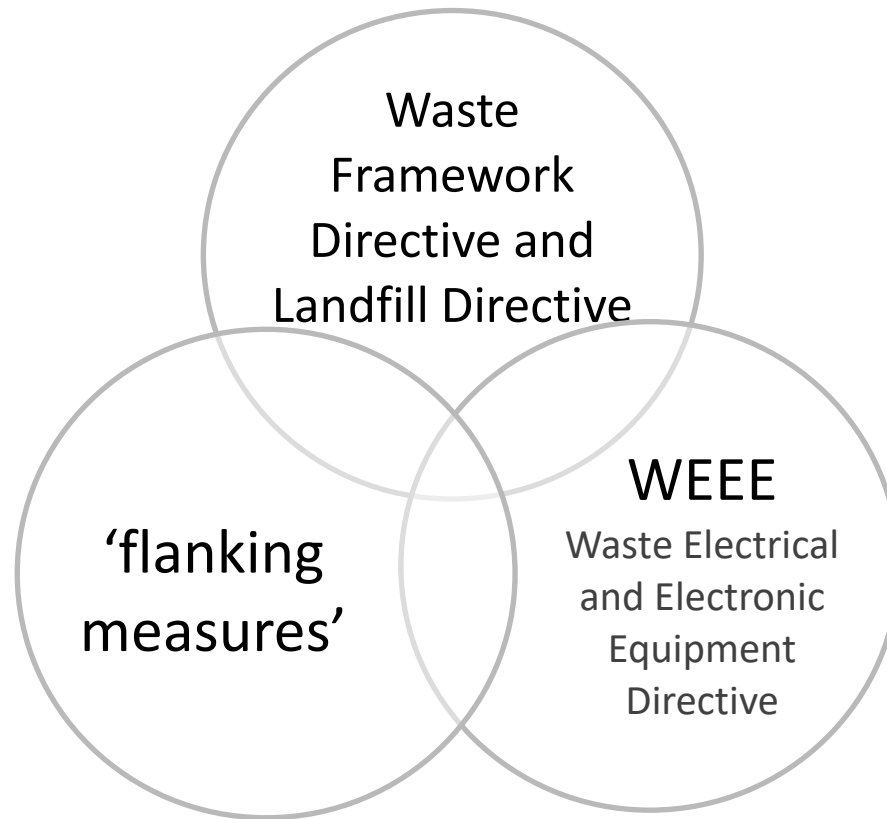 Waste
Framework
Directive and
Landfill Directive
‘flanking
measures’
WEEE
Waste Electrical
and Electronic
Equipment
Directive